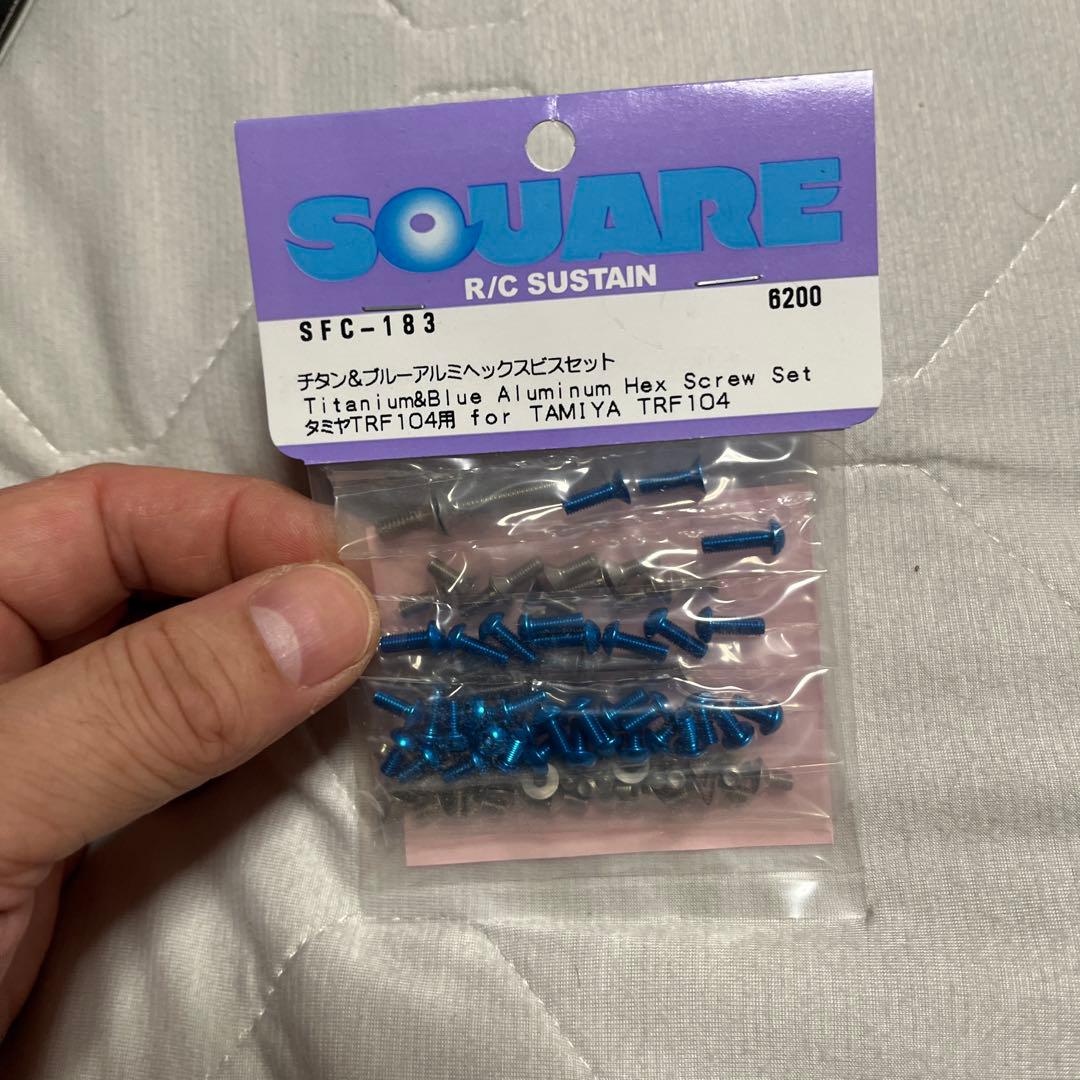 SQUARE
R/C SUSTAIN
SFC-183 6200
チタン&ブルーアルミヘックスビスセット
Titanium&Blue Aluminum Hex Screw Set
タミヤTRF104用 for TAMIYA TRF104